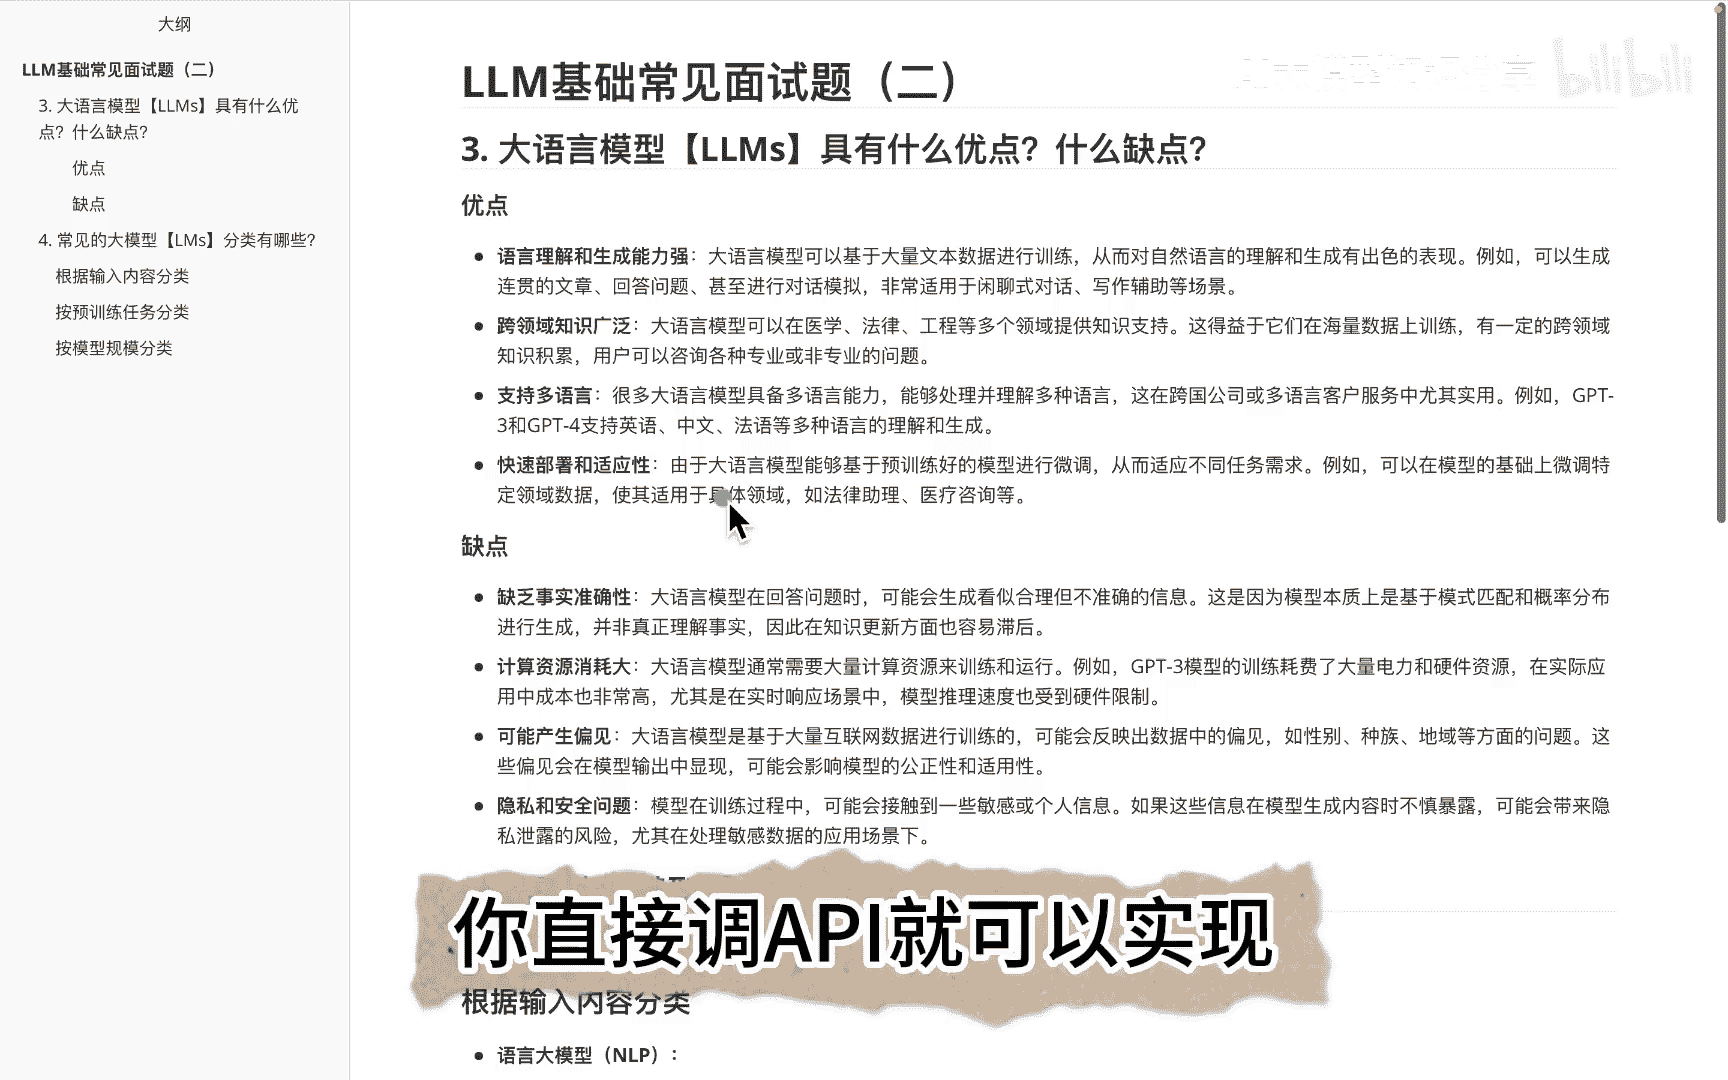 大纲
LLM基础常见面试题（二）
3. 大语言模型【LLMs】具有什么优
点？什么缺点？
优点
缺点
4. 常见的大模型【LMs】分类有哪些？
根据输入内容分类
按预训练任务分类
按模型规模分类
bilibili
LLM基础常见面试题（二）
3. 大语言模型【LLMs】具有什么优点？什么缺点？
优点
语言理解和生成能力强：大语言模型可以基于大量文本数据进行训练，从而对自然语言的理解和生成有出色的表现。例如，可以生成
连贯的文章、回答问题、甚至进行对话模拟，非常适用于闲聊式对话、写作辅助等场景。
跨领域知识广泛：大语言模型可以在医学、法律、工程等多个领域提供知识支持。这得益于它们在海量数据上训练，有一定的跨领域
知识积累，用户可以咨询各种专业或非专业的问题。
支持多语言：很多大语言模型具备多语言能力，能够处理并理解多种语言，这在跨国公司或多语言客户服务中尤其实用。例如，GPT-
3和GPT-4支持英语、中文、法语等多种语言的理解和生成。
快速部署和适应性：由于大语言模型能够基于预训练好的模型进行微调，从而适应不同任务需求。例如，可以在模型的基础上微调特
定领域数据，使其适用于具体领域，如法律助理、医疗咨询等。
缺点
缺乏事实准确性：大语言模型在回答问题时，可能会生成看似合理但不准确的信息。这是因为模型本质上是基于模式匹配和概率分布
进行生成，并非真正理解事实，因此在知识更新方面也容易滞后。
计算资源消耗大：大语言模型通常需要大量计算资源来训练和运行。例如，GPT-3模型的训练耗费了大量电力和硬件资源，在实际应
用中成本也非常高，尤其是在实时响应场景中，模型推理速度也受到硬件限制。
可能产生偏见：大语言模型是基于大量互联网数据进行训练的，可能会反映出数据中的偏见，如性别、种族、地域等方面的问题。这
些偏见会在模型输出中显现，可能会影响模型的公正性和适用性。
隐私和安全问题：模型在训练过程中，可能会接触到一些敏感或个人信息。如果这些信息在模型生成内容时不慎暴露，可能会带来隐
私泄露的风险，尤其在处理敏感数据的应用场景下。
你直接调API就可以实现
根据输入内容分类
语言大模型（NLP）：